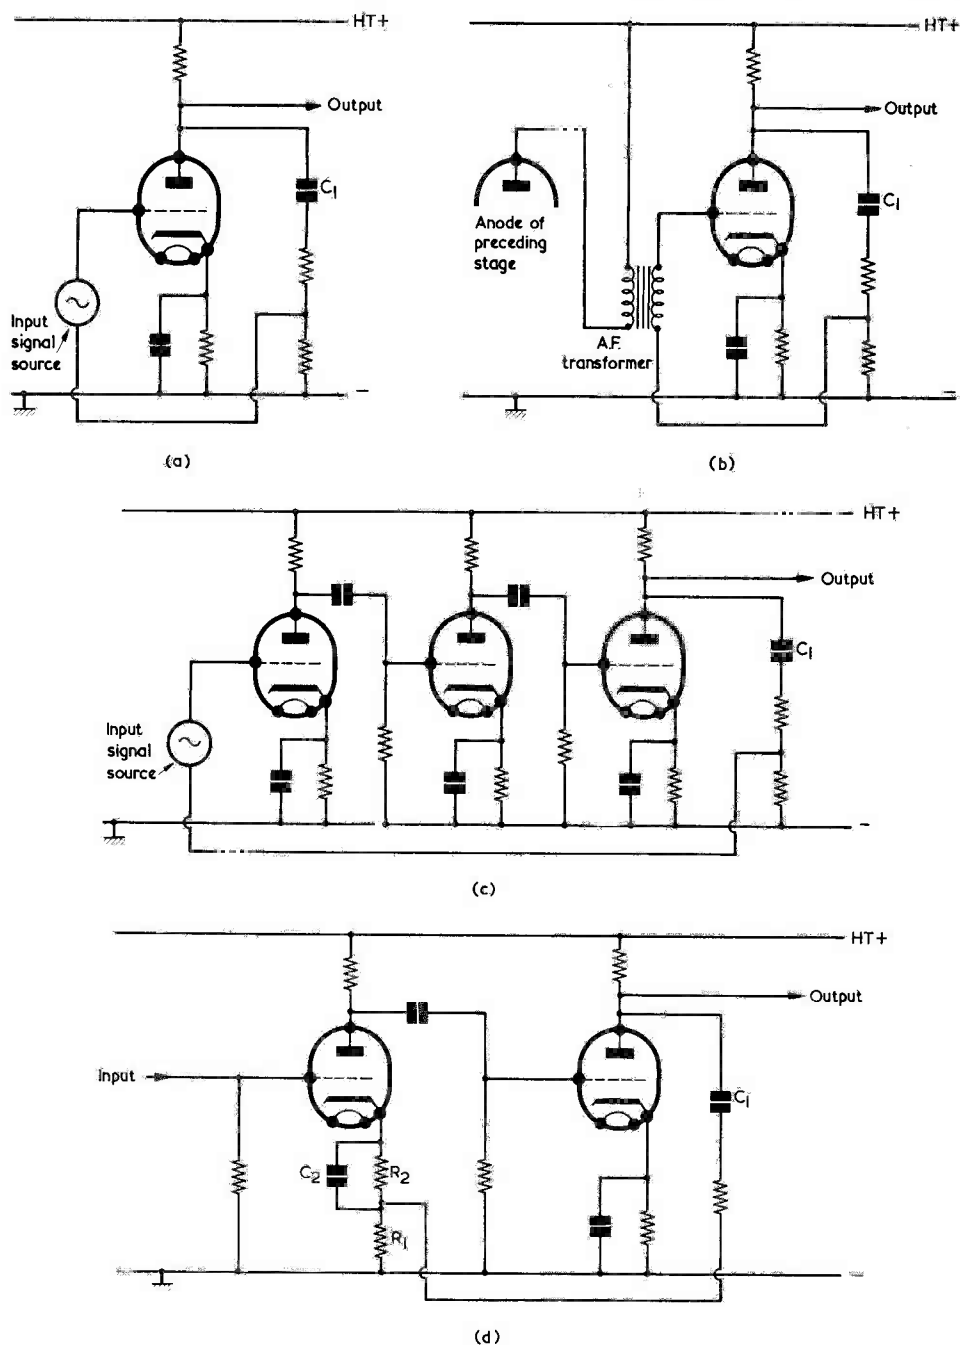 HT+
Output
C1
Input
signal
source
−
(a)
HT+
Output
Anode of
preceding
stage
C1
A.F.
transformer
−
(b)
HT+
Output
C1
Input
signal
source
−
(c)
HT+
Output
Input
C1
C2
R2
R1
−
(d)